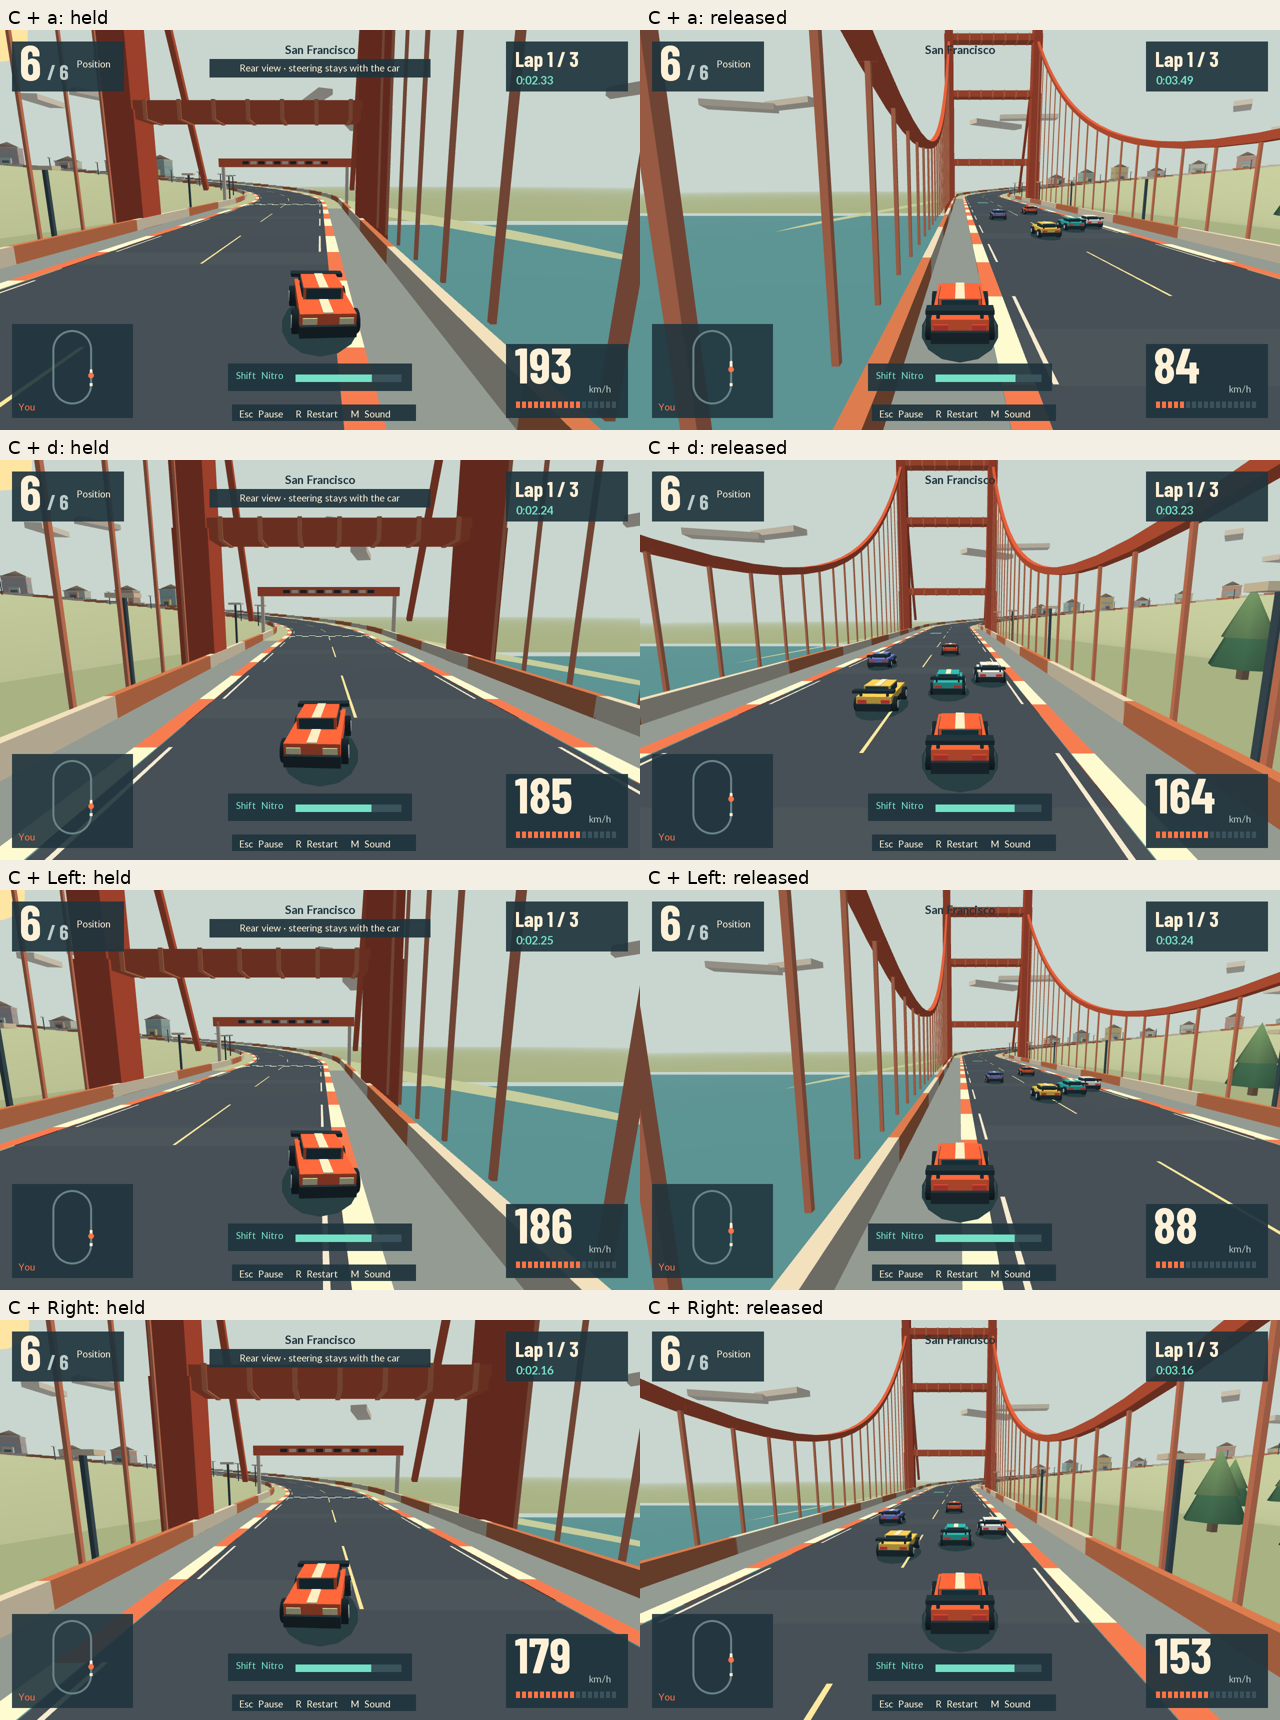 C + a: held
6 / 6 Position
San Francisco
Rear view · steering stays with the car
Lap 1 / 3
0:02.33
You
Shift Nitro
193
km/h
Esc Pause R Restart M Sound
C + a: released
6 / 6 Position
San Francisco
Lap 1 / 3
0:03.49
You
Shift Nitro
84
km/h
Esc Pause R Restart M Sound
C + d: held
6 / 6 Position
San Francisco
Rear view · steering stays with the car
Lap 1 / 3
0:02.24
You
Shift Nitro
185
km/h
Esc Pause R Restart M Sound
C + d: released
6 / 6 Position
San Francisco
Lap 1 / 3
0:03.23
You
Shift Nitro
164
km/h
Esc Pause R Restart M Sound
C + Left: held
6 / 6 Position
San Francisco
Rear view · steering stays with the car
Lap 1 / 3
0:02.25
You
Shift Nitro
186
km/h
Esc Pause R Restart M Sound
C + Left: released
6 / 6 Position
San Francisco
Lap 1 / 3
0:03.24
You
Shift Nitro
88
km/h
Esc Pause R Restart M Sound
C + Right: held
6 / 6 Position
San Francisco
Rear view · steering stays with the car
Lap 1 / 3
0:02.16
You
Shift Nitro
179
km/h
Esc Pause R Restart M Sound
C + Right: released
6 / 6 Position
San Francisco
Lap 1 / 3
0:03.16
You
Shift Nitro
153
km/h
Esc Pause R Restart M Sound